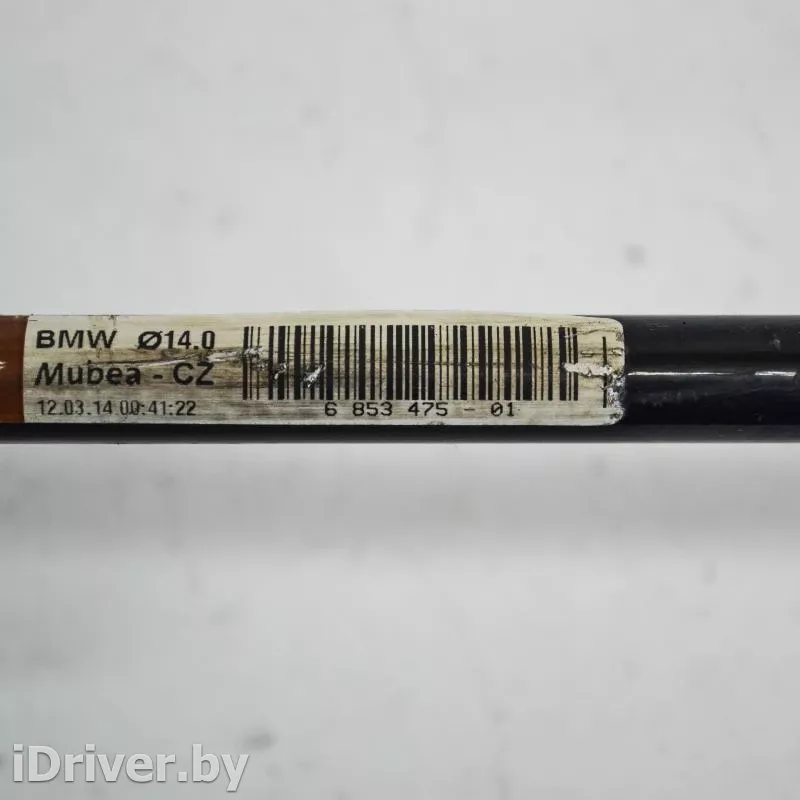 BMW Ø14.0
Mubea - CZ
12.03.14 00:41:22
6 853 475 - 01
iDriver.by